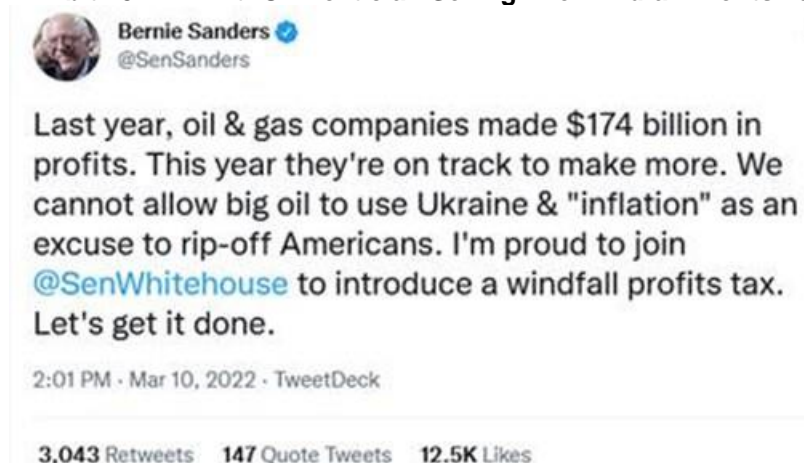 Bernie Sanders
@SenSanders
Last year, oil & gas companies made $174 billion in
profits. This year they're on track to make more. We
cannot allow big oil to use Ukraine & "inflation" as an
excuse to rip-off Americans. I'm proud to join
@SenWhitehouse to introduce a windfall profits tax.
Let's get it done.
2:01 PM · Mar 10, 2022 · TweetDeck
3,043 Retweets 147 Quote Tweets 12.5K Likes